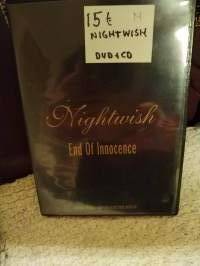 15 € M
NIGHTWISH
DVD + CD
Nightwish
End Of Innocence